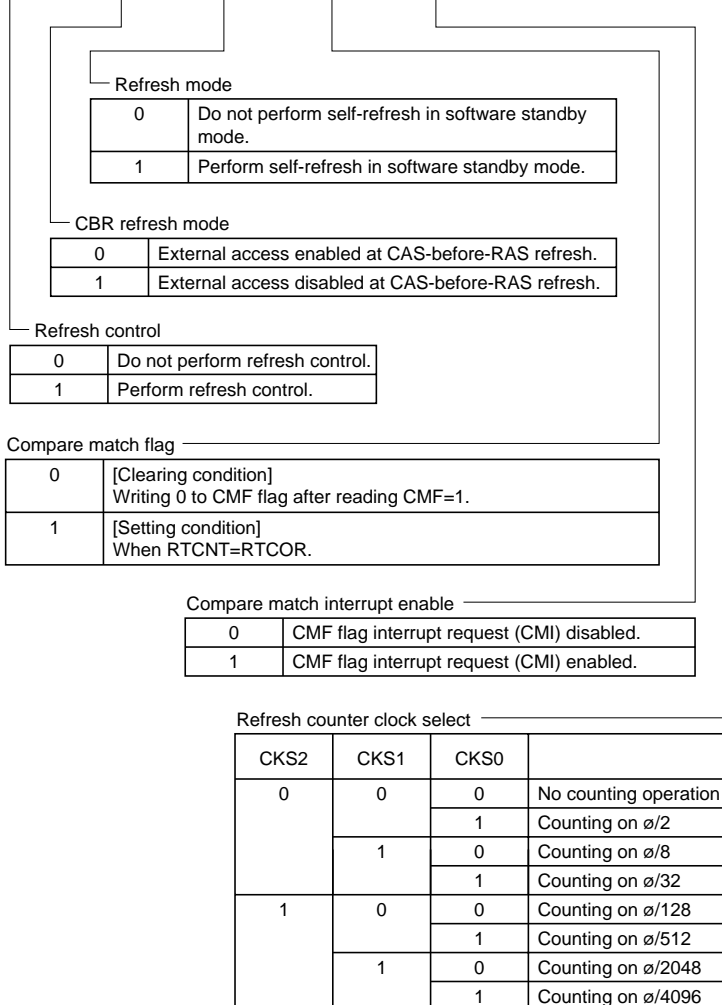 Refresh mode
0 Do not perform self-refresh in software standby
mode.
1 Perform self-refresh in software standby mode.
CBR refresh mode
0 External access enabled at CAS-before-RAS refresh.
1 External access disabled at CAS-before-RAS refresh.
Refresh control
0 Do not perform refresh control.
1 Perform refresh control.
Compare match flag
0 [Clearing condition]
Writing 0 to CMF flag after reading CMF=1.
1 [Setting condition]
When RTCNT=RTCOR.
Compare match interrupt enable
0 CMF flag interrupt request (CMI) disabled.
1 CMF flag interrupt request (CMI) enabled.
Refresh counter clock select
CKS2 CKS1 CKS0
0 0 0 No counting operation
1 Counting on ø/2
1 0 Counting on ø/8
1 Counting on ø/32
1 0 0 Counting on ø/128
1 Counting on ø/512
1 0 Counting on ø/2048
1 Counting on ø/4096